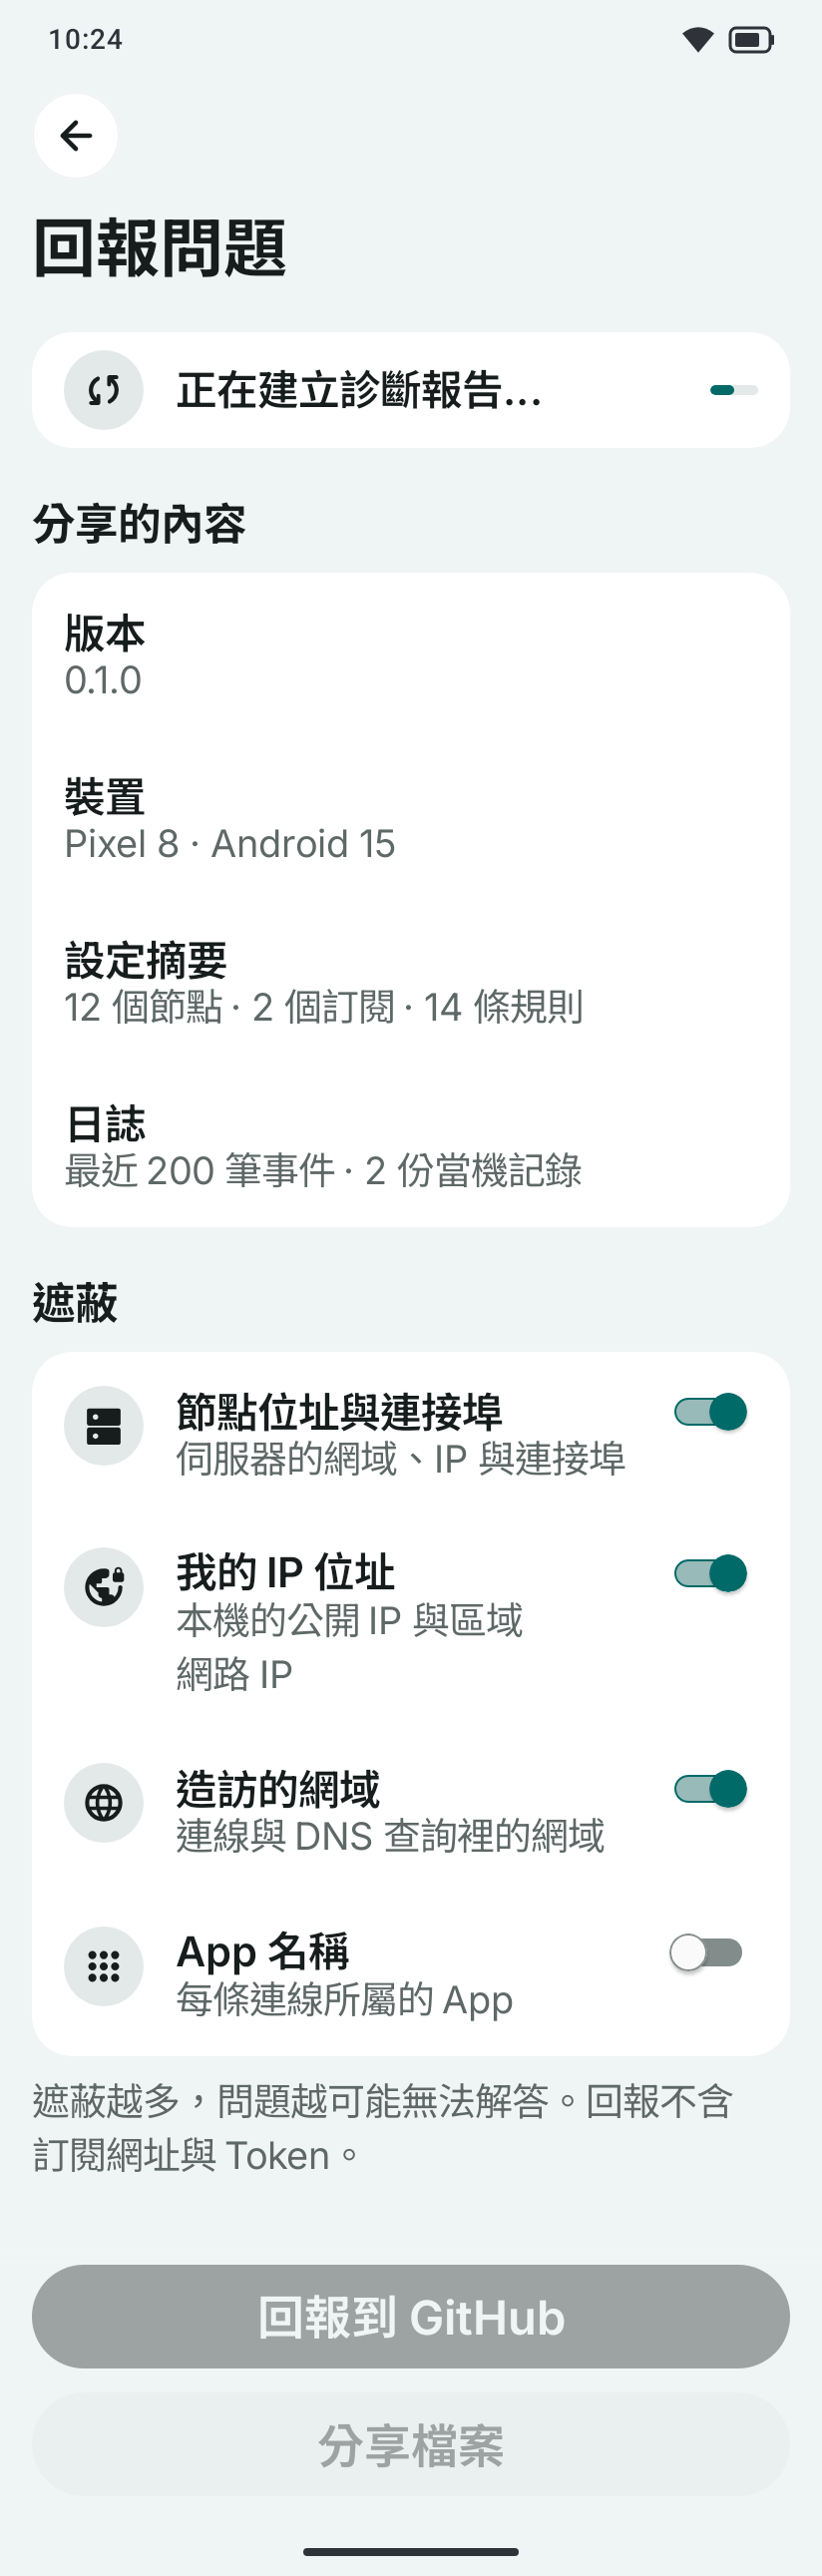 10:24
回報問題
正在建立診斷報告...
分享的內容
版本
0.1.0
裝置
Pixel 8 · Android 15
設定摘要
12 個節點 · 2 個訂閱 · 14 條規則
日誌
最近 200 筆事件 · 2 份當機記錄
遮蔽
節點位址與連接埠
伺服器的網域、IP 與連接埠
我的 IP 位址
本機的公開 IP 與區域
網路 IP
造訪的網域
連線與 DNS 查詢裡的網域
App 名稱
每條連線所屬的 App
遮蔽越多，問題越可能無法解答。回報不含
訂閱網址與 Token。
回報到 GitHub
分享檔案